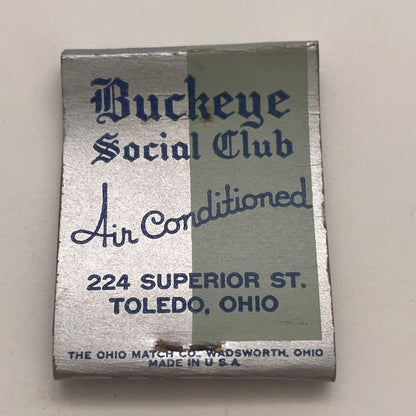 Buckeye
Social Club
Air Conditioned
224 SUPERIOR ST.
TOLEDO, OHIO
THE OHIO MATCH CO., WADSWORTH, OHIO
MADE IN U S A